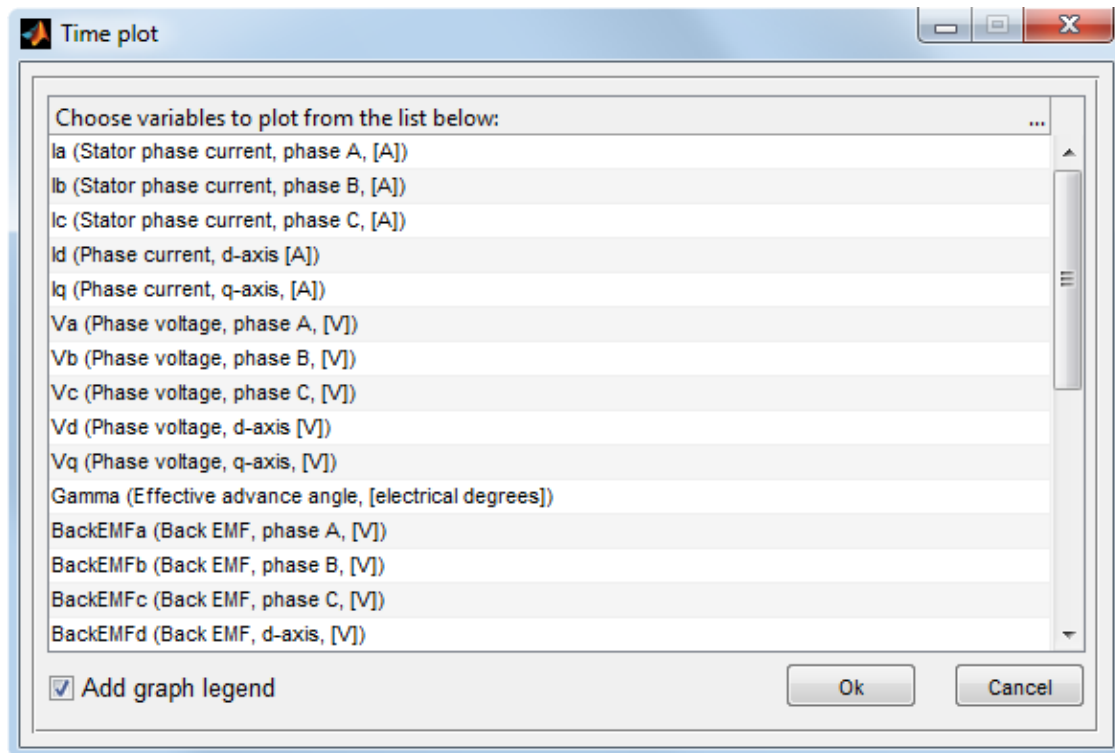 Time plot
Choose variables to plot from the list below: ...
Ia (Stator phase current, phase A, [A])
Ib (Stator phase current, phase B, [A])
Ic (Stator phase current, phase C, [A])
Id (Phase current, d-axis [A])
Iq (Phase current, q-axis, [A])
Va (Phase voltage, phase A, [V])
Vb (Phase voltage, phase B, [V])
Vc (Phase voltage, phase C, [V])
Vd (Phase voltage, d-axis [V])
Vq (Phase voltage, q-axis, [V])
Gamma (Effective advance angle, [electrical degrees])
BackEMFa (Back EMF, phase A, [V])
BackEMFb (Back EMF, phase B, [V])
BackEMFc (Back EMF, phase C, [V])
BackEMFd (Back EMF, d-axis, [V])
Add graph legend
Ok
Cancel